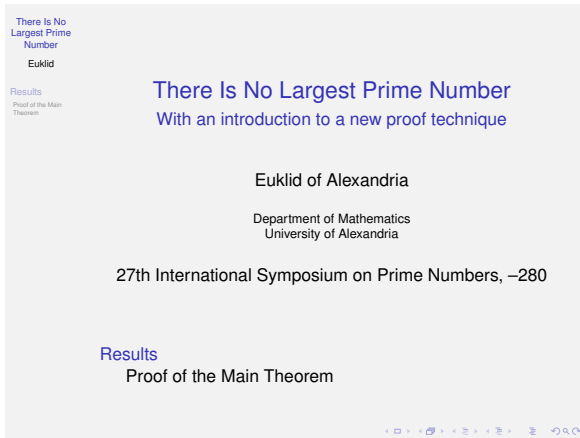 There Is No
Largest Prime
Number
Euklid
Results
Proof of the Main
Theorem
There Is No Largest Prime Number
With an introduction to a new proof technique
Euklid of Alexandria
Department of Mathematics
University of Alexandria
27th International Symposium on Prime Numbers, –280
Results
Proof of the Main Theorem